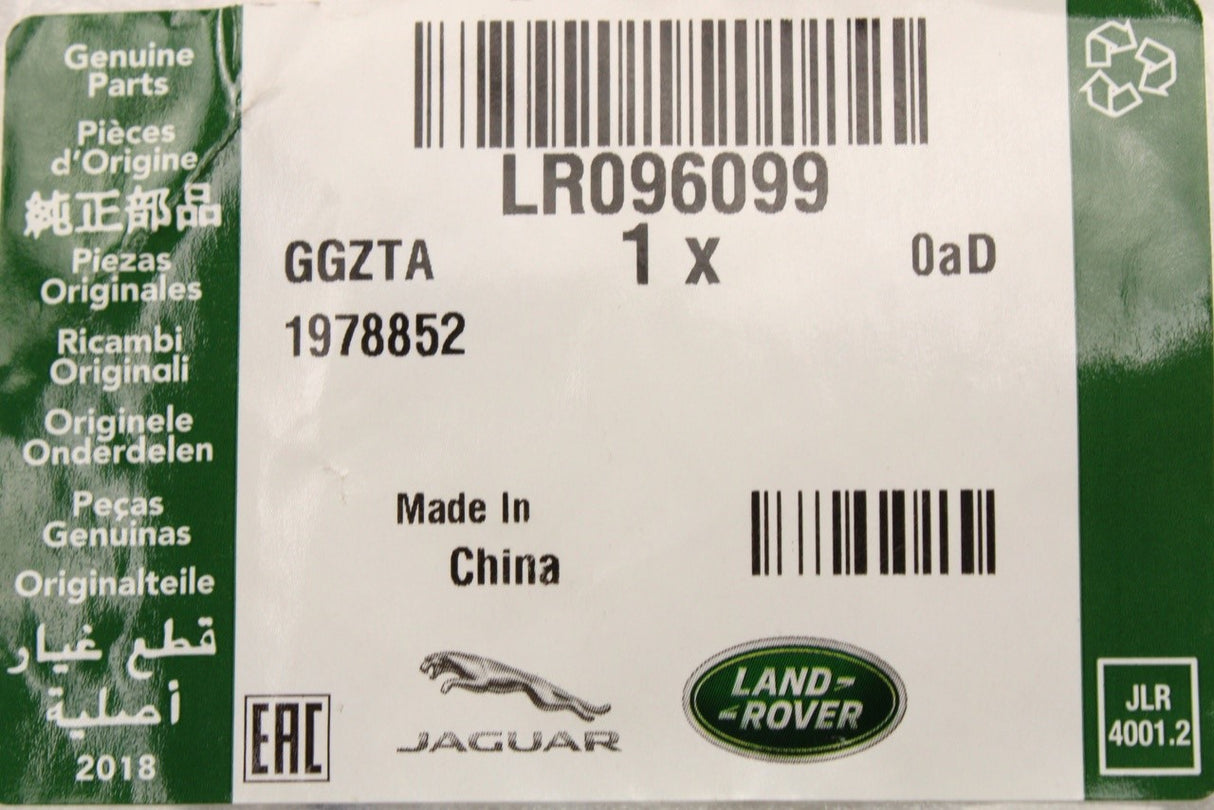 Genuine
Parts
Pièces
d'Origine
純正部品
Piezas
Originales
Ricambi
Originali
Originele
Onderdelen
Peças
Genuinas
Originalteile
قطع غيار
أصلية
2018
LR096099
GGZTA 1 x 0aD
1978852
Made In
China
EAC
JAGUAR
LAND-
-ROVER
JLR
4001.2